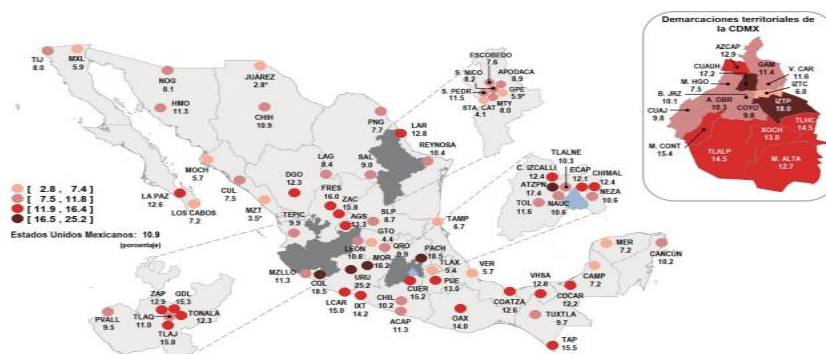 TIJ
8.0
MXL
5.9
NOG
8.1
HMO
11.3
JUÁREZ
2.8*
CHIH
10.9
MOCH
5.7
CUL
7.5
LA PAZ
12.6
LOS CABOS
7.2
MZT
3.5*
DGO
12.3
TEPIC
9.9
LAG
8.4
SAL
9.0
FRES
16.0
ZAC
15.8
AGS
13.3
SLP
8.7
GTO
4.4
LEÓN
10.8
QRO
9.9
PNG
7.7
LAR
12.8
REYNOSA
10.4
ESCOBEDO
7.6
S. NICO
8.2
APODACA
8.9
S. PEDR
11.5
GPE
5.9*
STA. CAT
4.1
MTY
8.0
TAMP
6.7
TLALNE
10.3
C. IZCALLI
12.4
ECAP
12.1
CHIMAL
12.4
ATZPN
17.4
NEZA
10.6
TOL
11.6
NAUC
10.6
PACH
18.5
MOR
18.2
URU
25.2
TLAX
5.4
VER
5.7
PUE
13.0
CUER
15.2
MZLLO
11.3
COL
18.5
LCAR
15.0
IXT
14.2
CHIL
10.2
ACAP
11.3
OAX
14.0
COATZA
12.6
VHSA
12.8
CDCAR
12.2
TUXTLA
9.7
TAP
15.5
CAMP
7.2
MER
7.2
CANCÚN
10.2
ZAP
12.9
GDL
15.3
PVALL
9.5
TLAQ
11.0
TONALA
12.3
TLAJ
15.8
[ 2.8 , 7.4]
[ 7.5 , 11.8]
[ 11.9 , 16.4]
[ 16.5 , 25.2]
Estados Unidos Mexicanos: 10.9
(porcentaje)
Demarcaciones territoriales de
la CDMX
AZCAP
12.9
CUAUH
17.2
GAM
11.4
V. CAR
11.6
M. HGO
7.5
IZTC
6.0
B. JRZ
10.1
A. OBR
10.3
COYO
9.8
IZTP
18.0
CUAJ
9.8
TLHC
14.5
M. CONT
15.4
XOCH
13.0
TLALP
14.5
M. ALTA
12.7